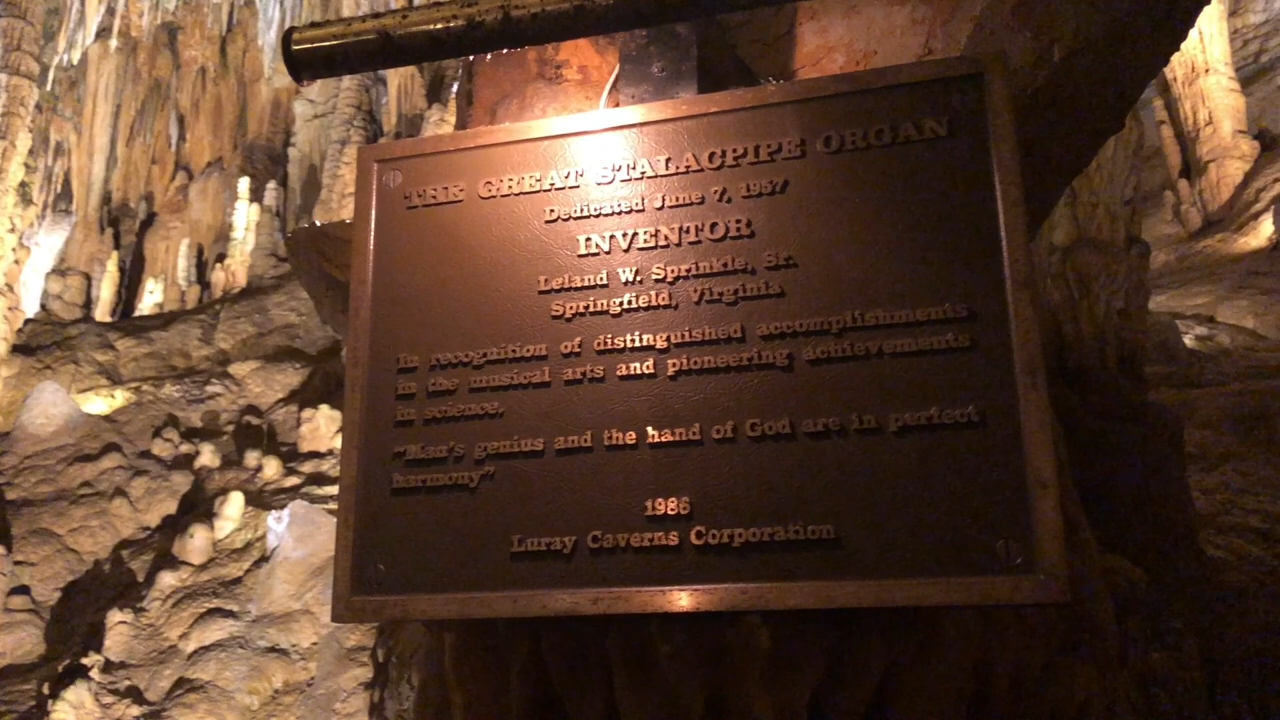 THE GREAT STALACPIPE ORGAN
Dedicated June 7, 1957
INVENTOR
Leland W. Sprinkle, Sr.
Springfield, Virginia
In recognition of distinguished accomplishments
in the musical arts and pioneering achievements
in science,
"Man's genius and the hand of God are in perfect
harmony"
1986
Luray Caverns Corporation